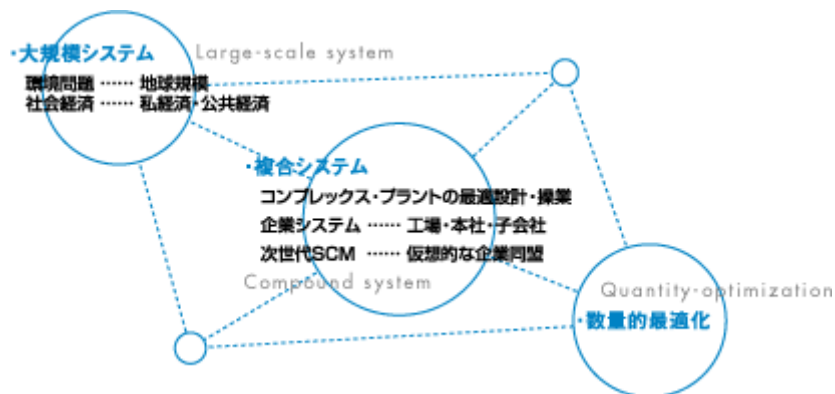 ・大規模システム Large-scale system
環境問題 …… 地球規模
社会経済 …… 私経済・公共経済
・複合システム
コンプレックス・プラントの最適設計・操業
企業システム …… 工場・本社・子会社
次世代SCM …… 仮想的な企業同盟
Compound system
Quantity-optimization
・数量的最適化